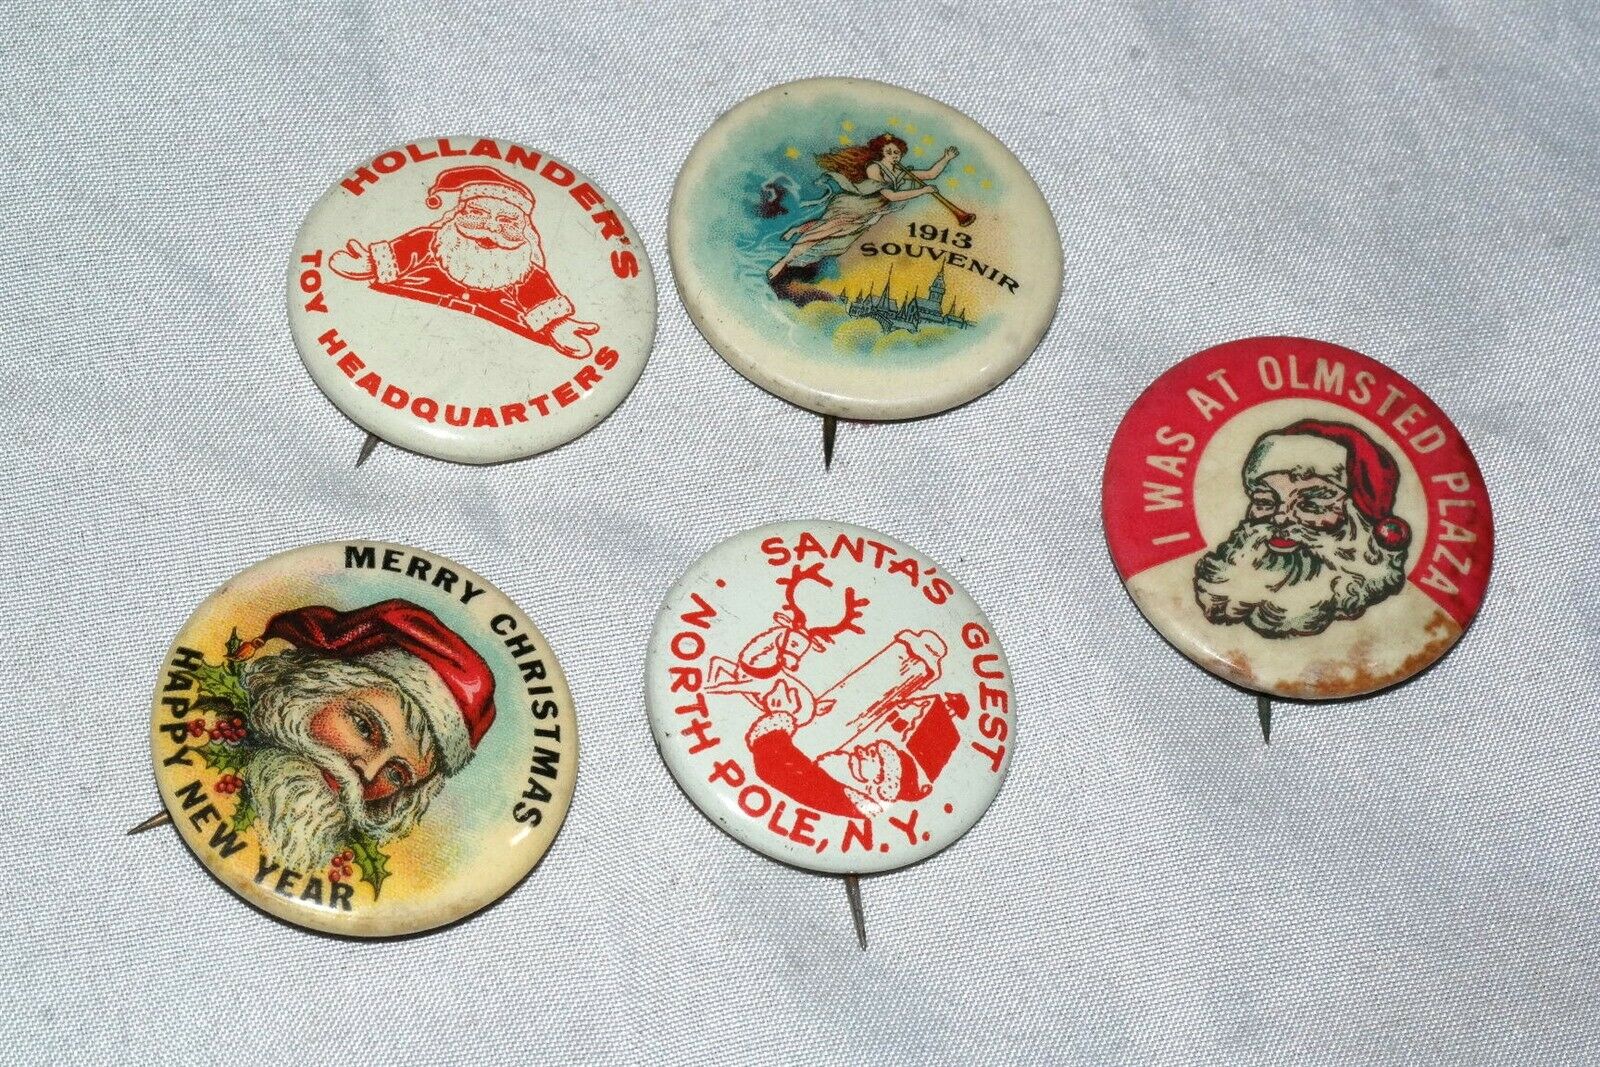 HOLLANDER'S
TOY HEADQUARTERS
1913
SOUVENIR
I WAS AT OLMSTED PLAZA
MERRY CHRISTMAS
HAPPY NEW YEAR
SANTA'S GUEST
· NORTH POLE, N.Y. ·